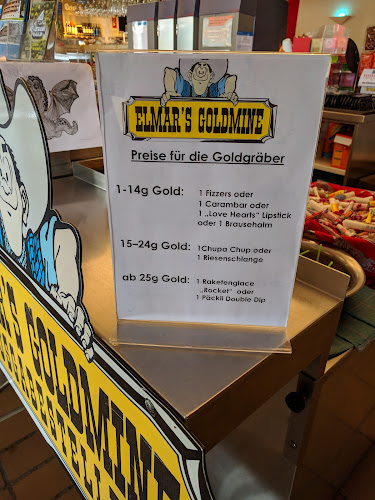 ELMAR'S GOLDMINE
Preise für die Goldgräber
1-14g Gold: 1 Fizzers oder
1 Carambar oder
1 „Love Hearts" Lipstick
oder 1 Brausehalm
15–24g Gold: 1Chupa Chup oder
1 Riesenschlange
ab 25g Gold: 1 Raketenglace
„Rocket" oder
1 Päckli Double Dip
GOLDMINE